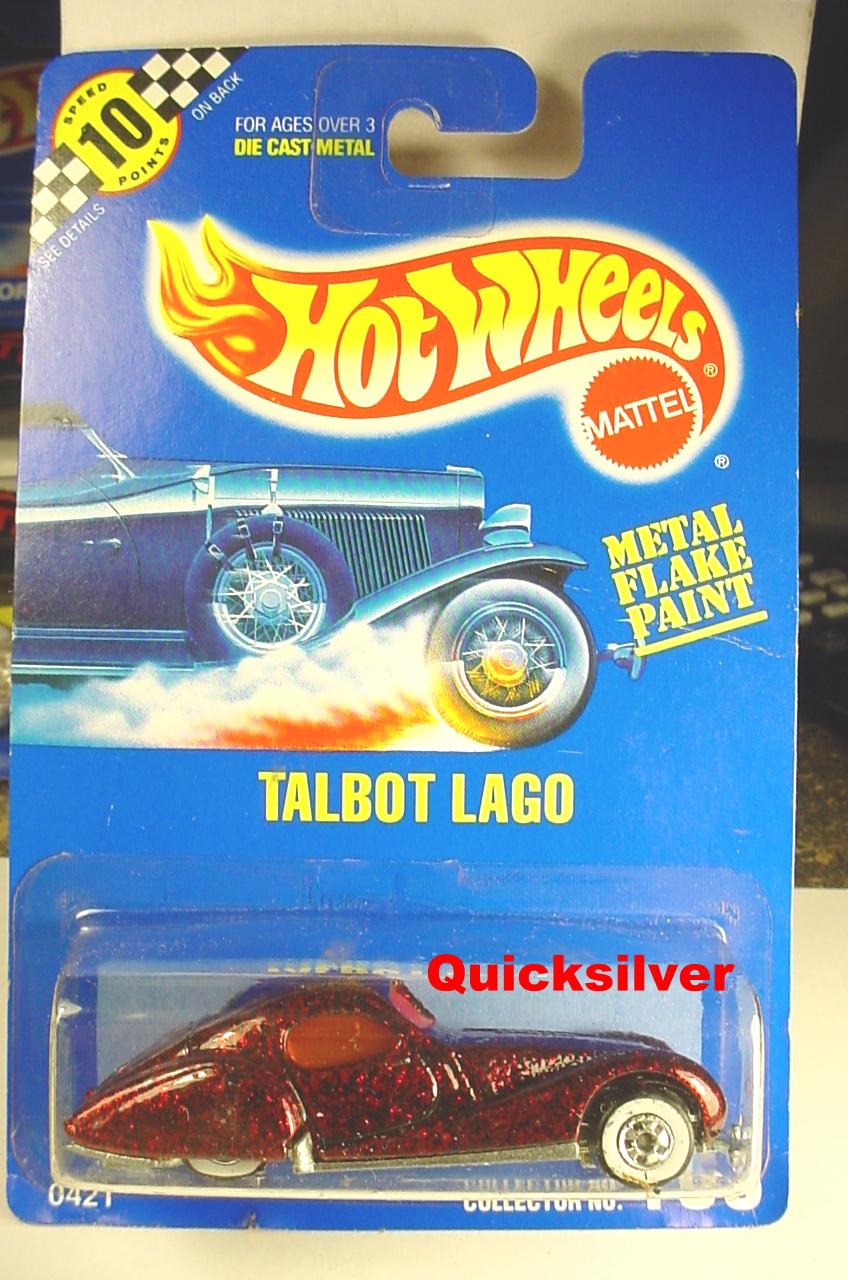 SPEED
10
POINTS
ON BACK
SEE DETAILS
FOR AGES OVER 3
DIE CAST METAL
HOT WHEELS®
MATTEL
®
METAL
FLAKE
PAINT
TALBOT LAGO
Quicksilver
0421
COLLECTOR NO.